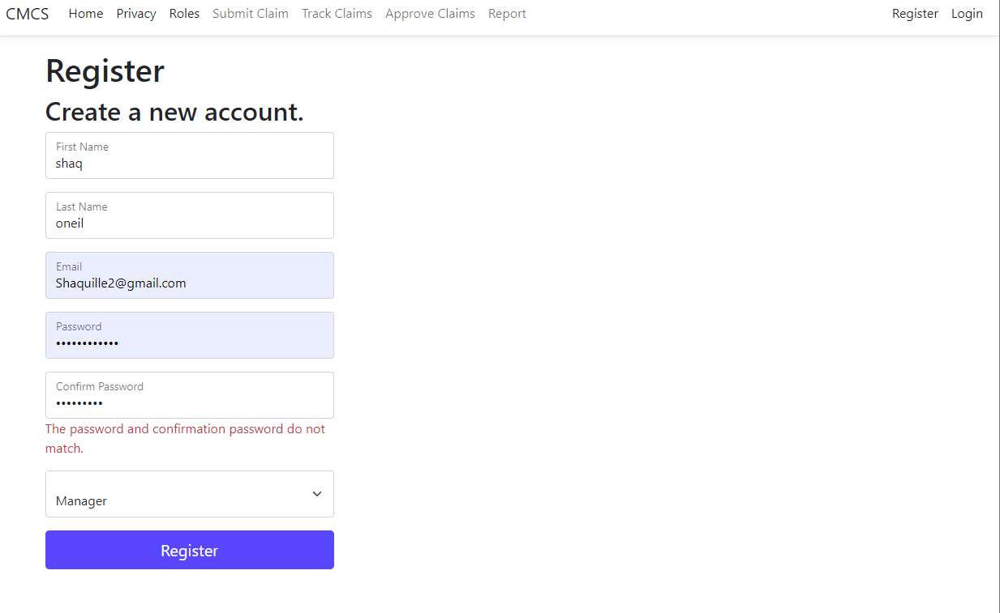 CMCS Home Privacy Roles Submit Claim Track Claims Approve Claims Report Register Login
Register
Create a new account.
First Name
shaq
Last Name
oneil
Email
Shaquille2@gmail.com
Password
••••••••••••
Confirm Password
•••••••••
The password and confirmation password do not
match.
Manager
Register